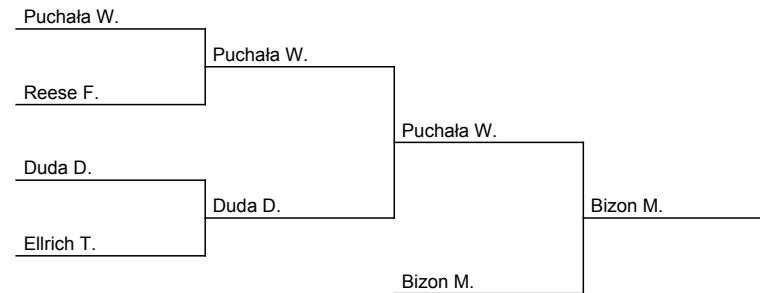 Puchała W.
Puchała W.
Reese F.
Puchała W.
Duda D.
Duda D.
Bizon M.
Ellrich T.
Bizon M.